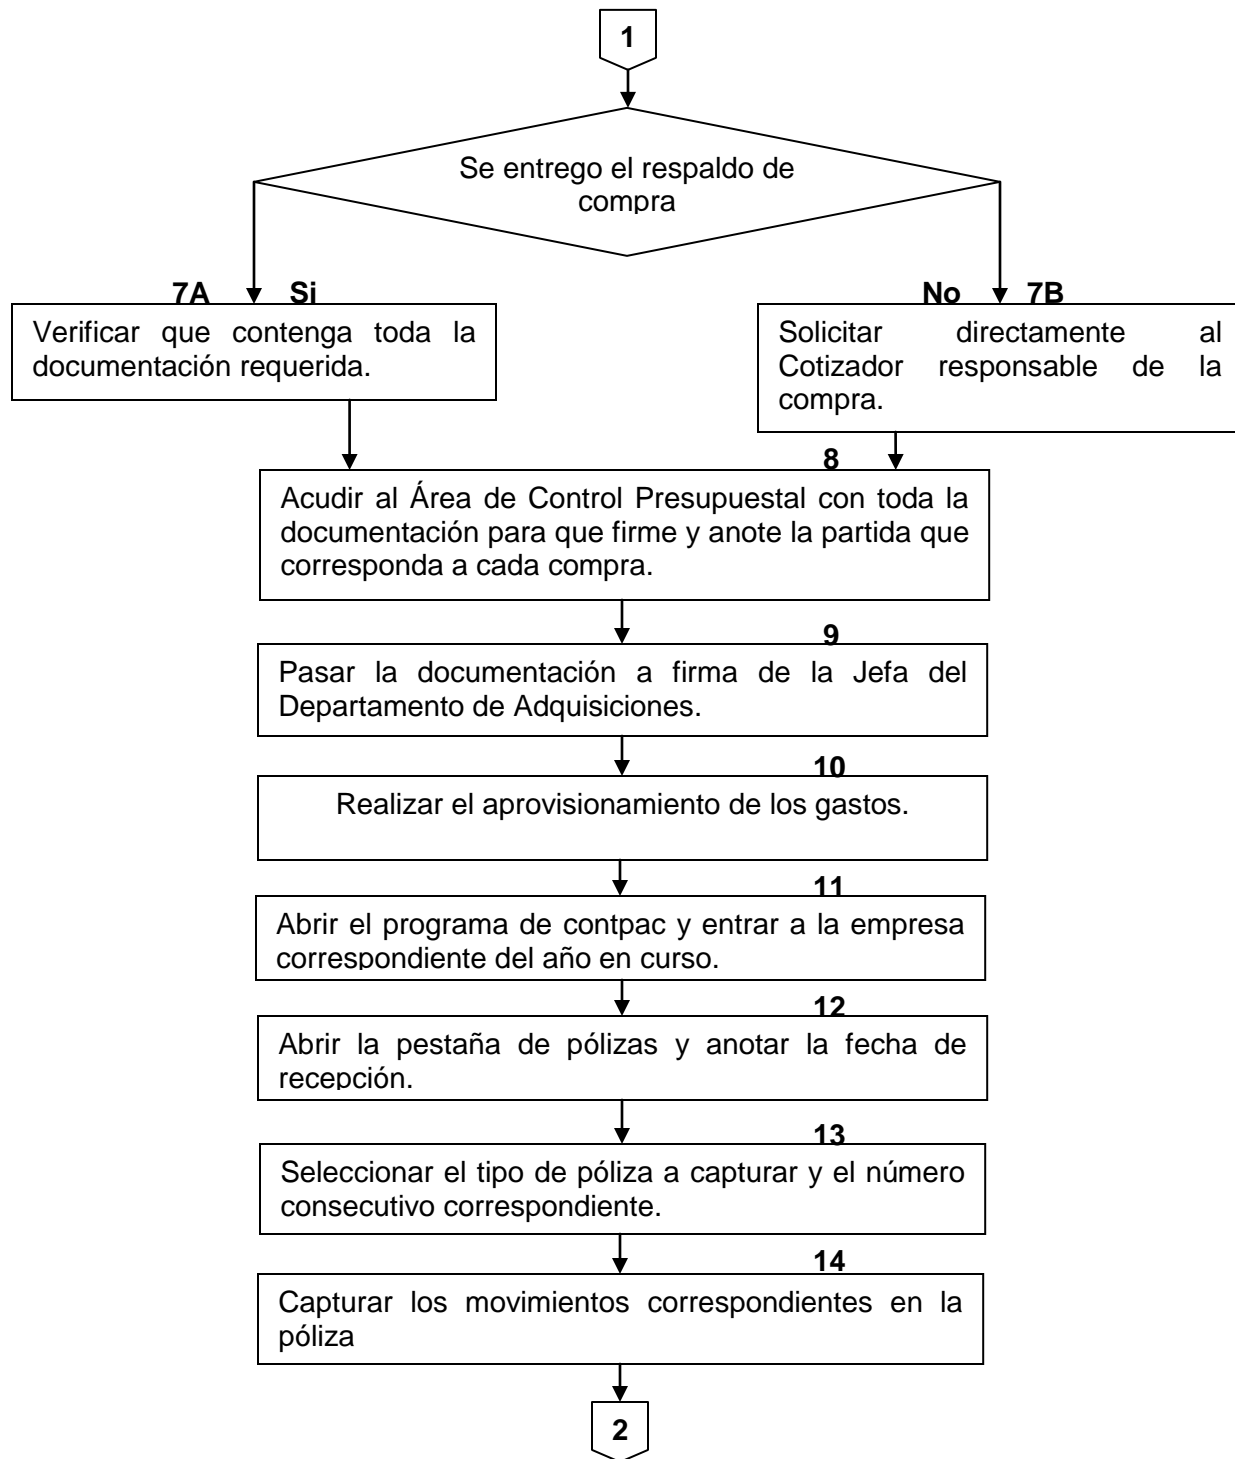 1
Se entrego el respaldo de
compra
7A Si
Verificar que contenga toda la
documentación requerida.
No 7B
Solicitar directamente al
Cotizador responsable de la
compra.
8
Acudir al Área de Control Presupuestal con toda la
documentación para que firme y anote la partida que
corresponda a cada compra.
9
Pasar la documentación a firma de la Jefa del
Departamento de Adquisiciones.
10
Realizar el aprovisionamiento de los gastos.
11
Abrir el programa de contpac y entrar a la empresa
correspondiente del año en curso.
12
Abrir la pestaña de pólizas y anotar la fecha de
recepción.
13
Seleccionar el tipo de póliza a capturar y el número
consecutivo correspondiente.
14
Capturar los movimientos correspondientes en la
póliza
2